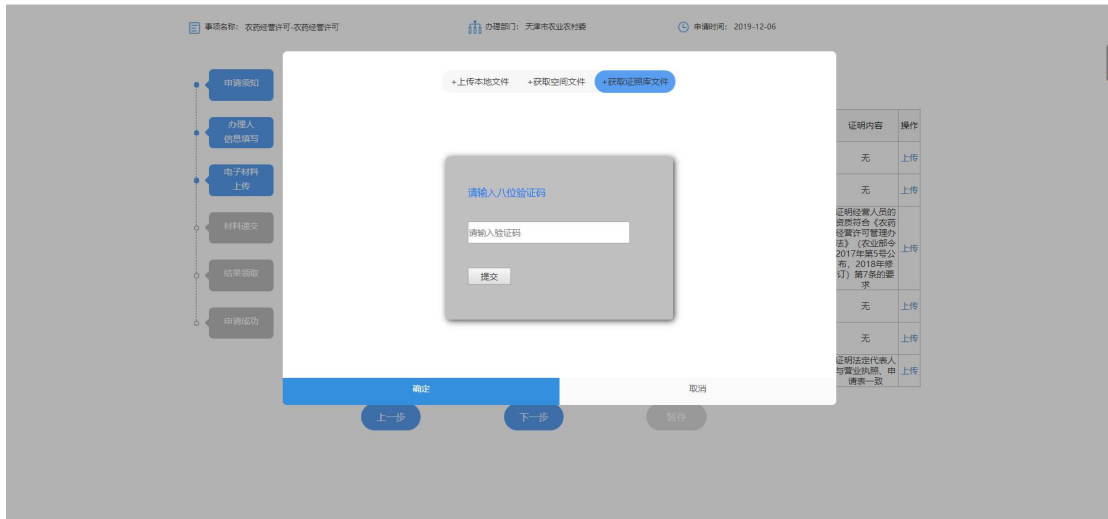 事项名称：农药经营许可-农药经营许可
办理部门：天津市农业农村委
申请时间：2019-12-06
申请须知
办理人
信息填写
电子材料
上传
材料递交
结果领取
申请成功
+上传本地文件
+获取空间文件
+获取证照库文件
请输入八位验证码
请输入验证码
提交
确定
取消
证明内容
操作
无
上传
无
上传
证明经营人员的
资质符合《农药
经营许可管理办
法》（农业部令
2017年第5号公
布，2018年修
订）第7条的要
求
上传
无
上传
无
上传
证明法定代表人
与营业执照、申
请表一致
上传
上一步
下一步
暂存